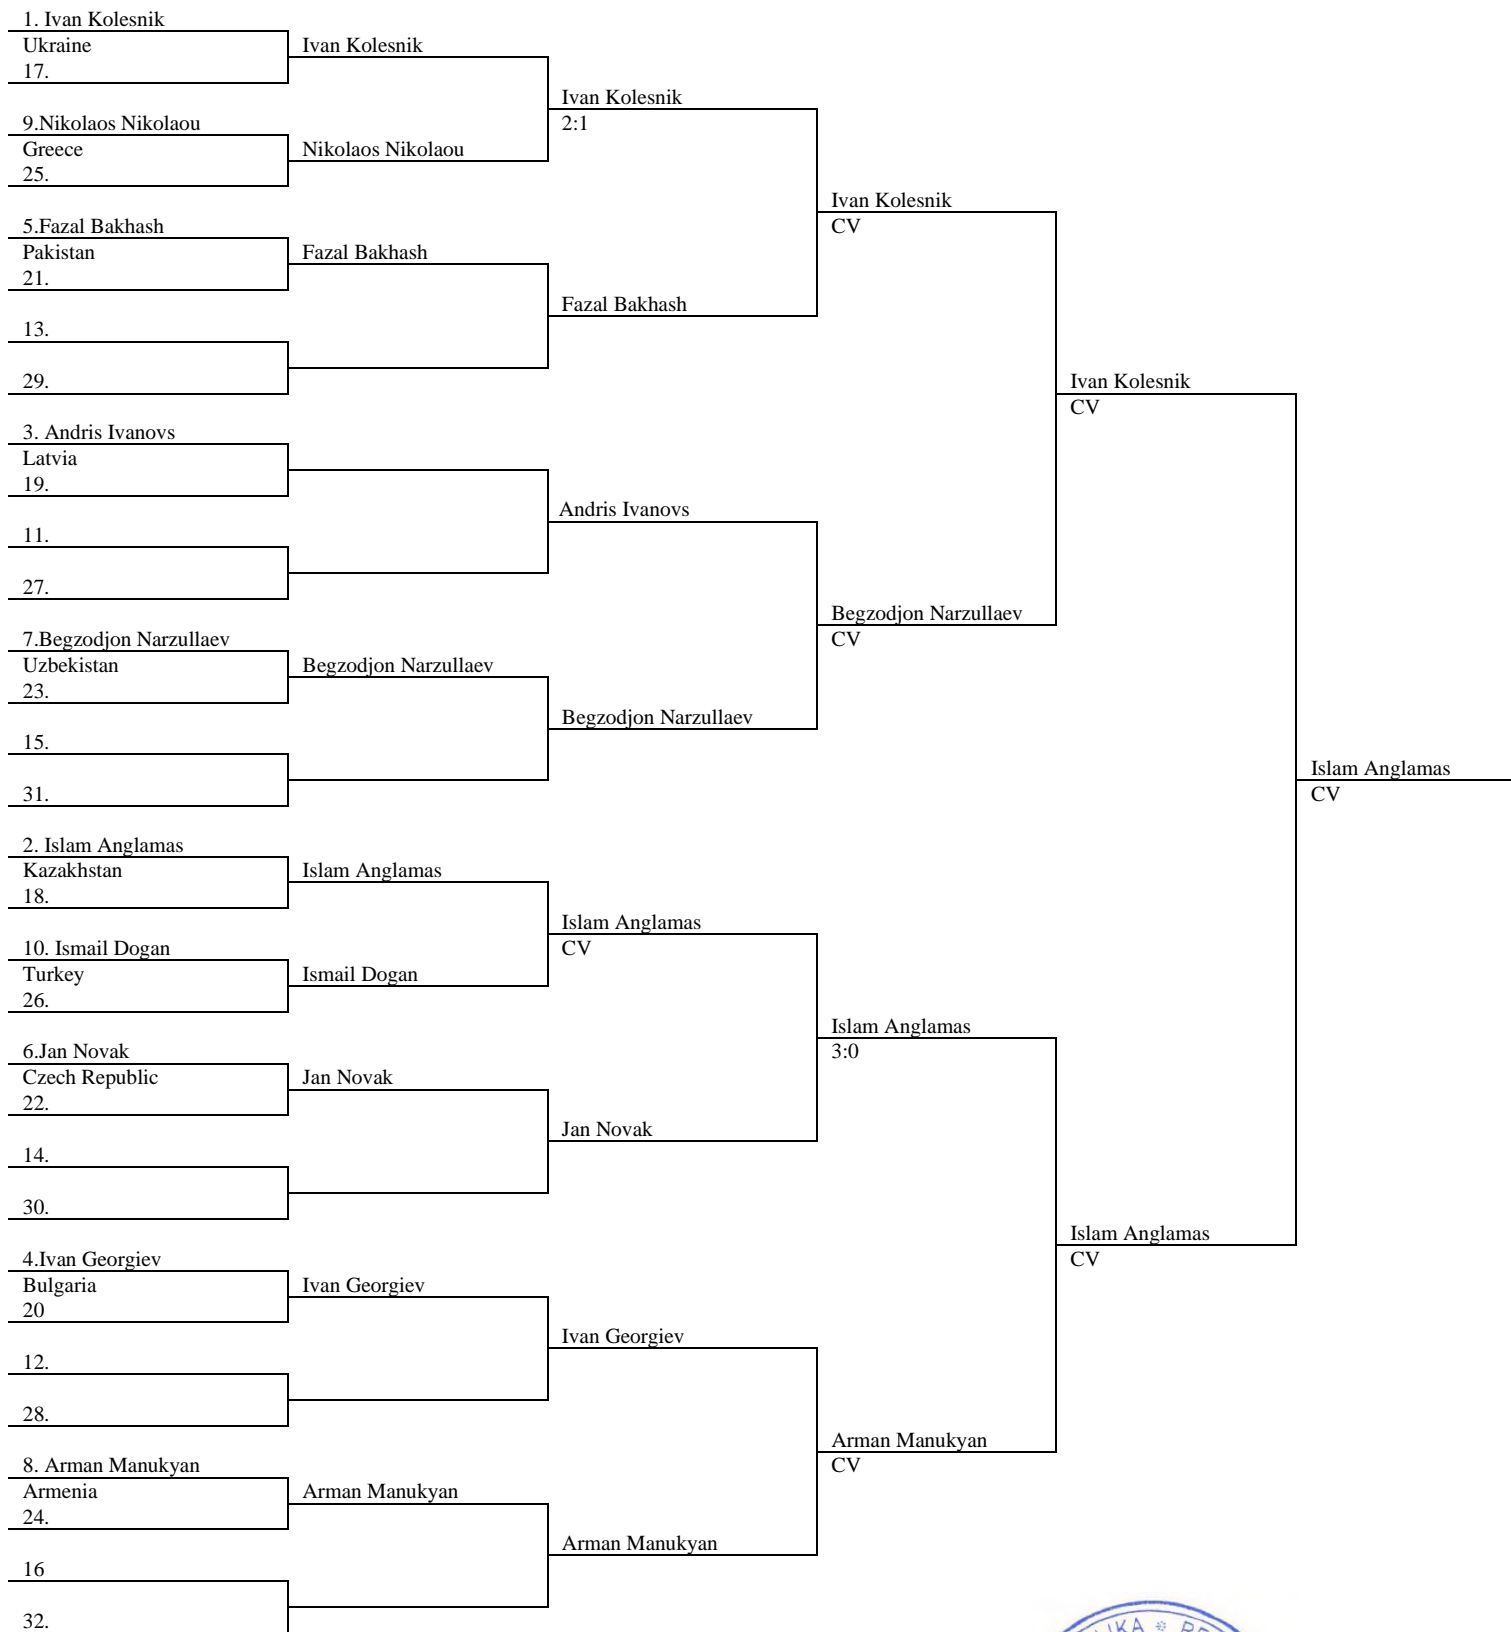 1. Ivan Kolesnik
Ukraine
17.
9.Nikolaos Nikolaou
Greece
25.
5.Fazal Bakhash
Pakistan
21.
13.
29.
3. Andris Ivanovs
Latvia
19.
11.
27.
7.Begzodjon Narzullaev
Uzbekistan
23.
15.
31.
2. Islam Anglamas
Kazakhstan
18.
10. Ismail Dogan
Turkey
26.
6.Jan Novak
Czech Republic
22.
14.
30.
4.Ivan Georgiev
Bulgaria
20
12.
28.
8. Arman Manukyan
Armenia
24.
16
32.
Ivan Kolesnik
Nikolaos Nikolaou
Fazal Bakhash
Begzodjon Narzullaev
Islam Anglamas
Ismail Dogan
Jan Novak
Ivan Georgiev
Arman Manukyan
Ivan Kolesnik
2:1
Fazal Bakhash
Andris Ivanovs
Begzodjon Narzullaev
Islam Anglamas
CV
Jan Novak
Ivan Georgiev
Arman Manukyan
Ivan Kolesnik
CV
Begzodjon Narzullaev
CV
Islam Anglamas
3:0
Arman Manukyan
CV
Ivan Kolesnik
CV
Islam Anglamas
CV
Islam Anglamas
CV